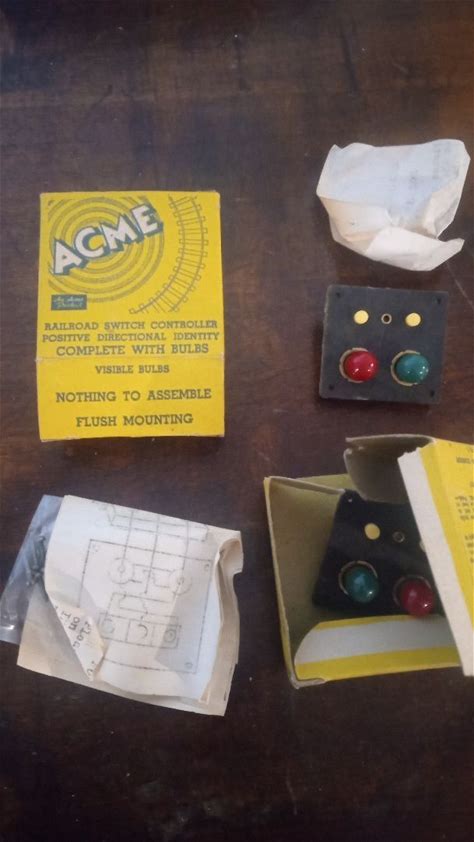 ACME
An Acme
Product
RAILROAD SWITCH CONTROLLER
POSITIVE DIRECTIONAL IDENTITY
COMPLETE WITH BULBS
VISIBLE BULBS
NOTHING TO ASSEMBLE
FLUSH MOUNTING